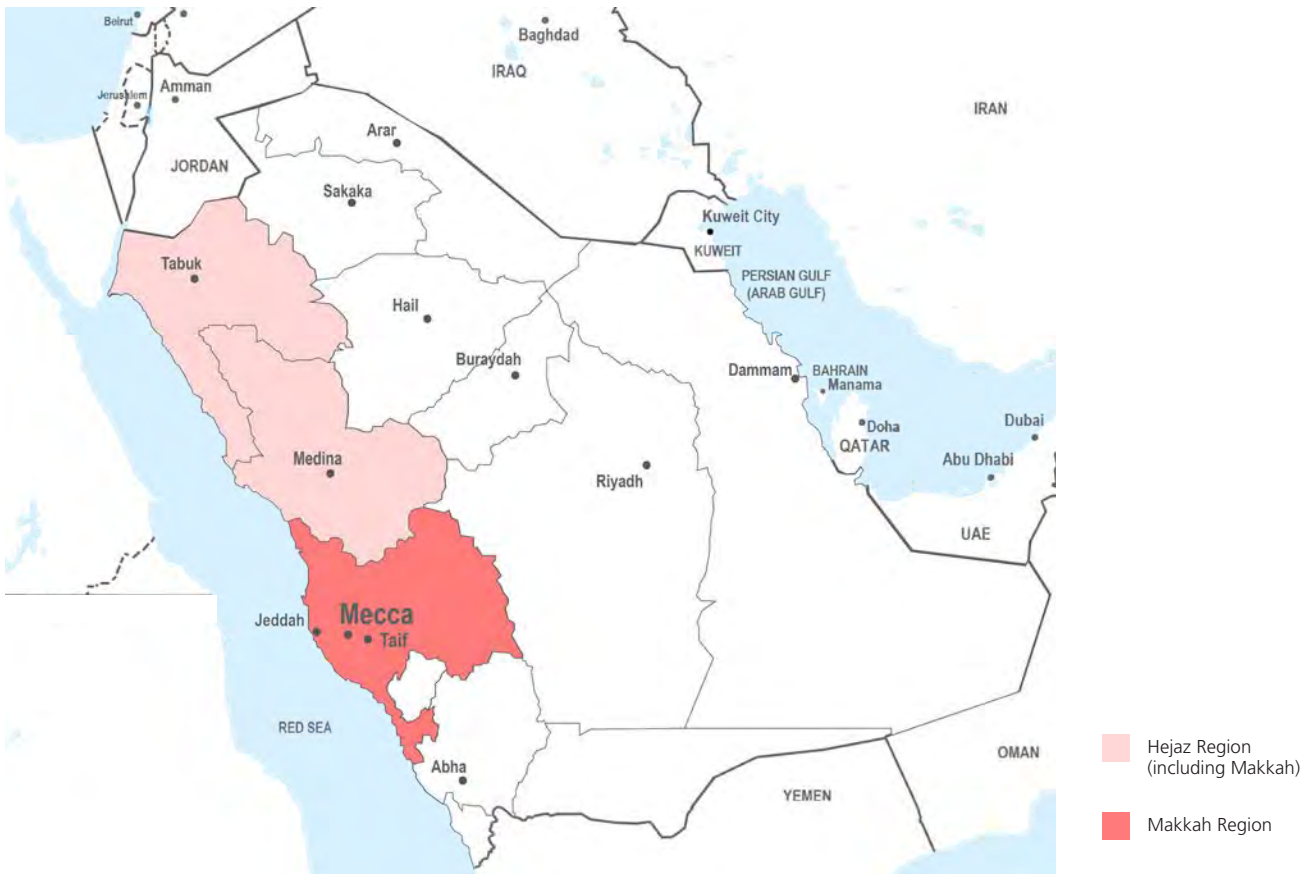 Beirut
Baghdad
IRAQ
Amman
Jerusalem
IRAN
Arar
JORDAN
Sakaka
Kuweit City
KUWEIT
Tabuk
PERSIAN GULF
(ARAB GULF)
Hail
Buraydah
Dammam
BAHRAIN
Manama
Doha
QATAR
Dubai
Abu Dhabi
Medina
Riyadh
UAE
Mecca
Jeddah
Taif
RED SEA
Abha
YEMEN
OMAN
Hejaz Region
(including Makkah)
Makkah Region